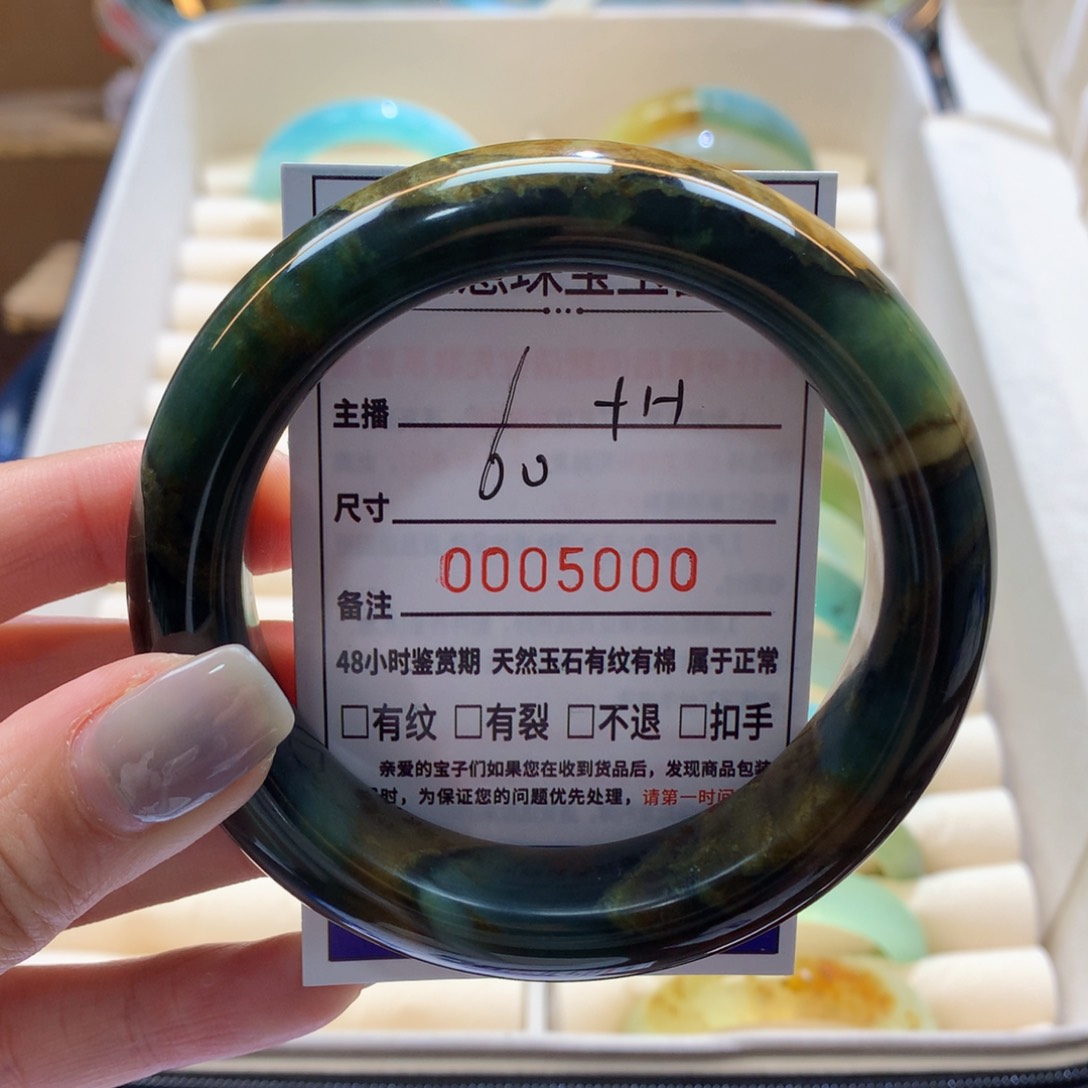 珠宝
主播
尺寸 60
0005000
备注
48小时鉴赏期 天然玉石有纹有棉 属于正常
□有纹 □有裂 □不退 □扣手
亲爱的宝子们如果您在收到货品后，发现商品包装
时，为保证您的问题优先处理，请第一时间